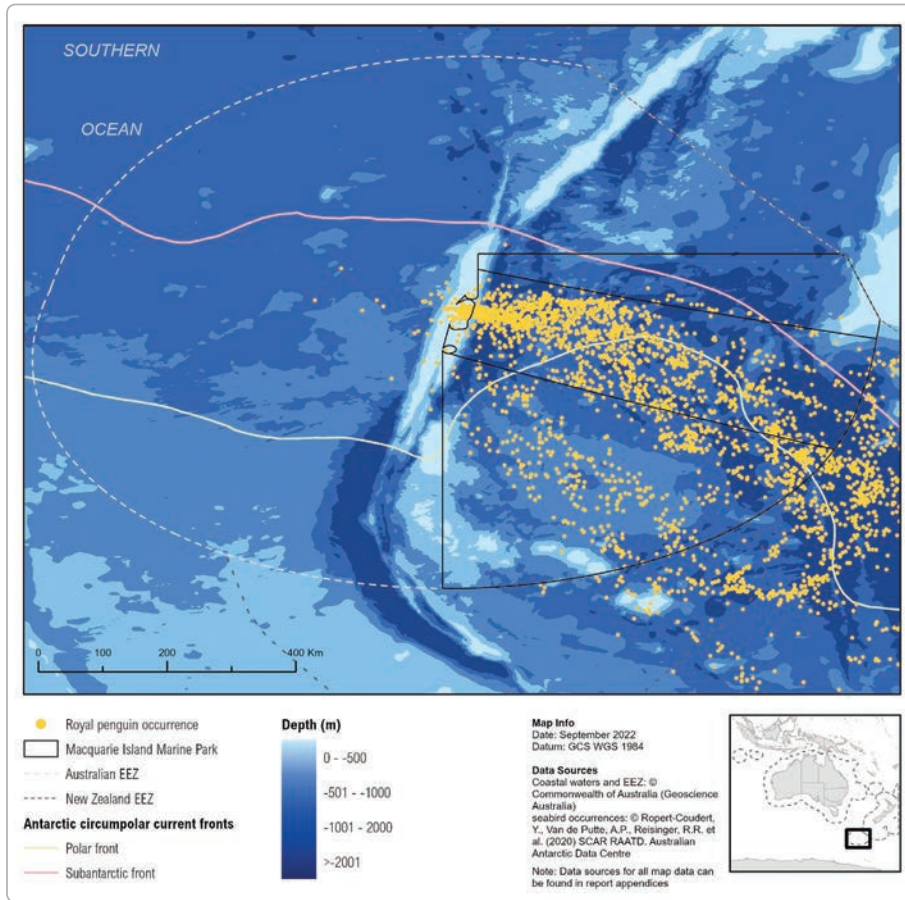 SOUTHERN
OCEAN
0 200 400 Km
Royal penguin occurrence
Macquarie Island Marine Park
Australian EEZ
New Zealand EEZ
Antarctic circumpolar current fronts
Polar front
Subantarctic front
Depth (m)
0 - -500
-501 - -1000
-1001 - 2000
>-2001
Map Info
Date: September 2022
Datum: GCS WGS 1984
Data Sources
Coastal waters and EEZ: ©
Commonwealth of Australia (Geoscience
Australia)
seabird occurrences: © Ropert-Coudert,
Y., Van de Putte, A.P., Reisinger, R.R. et
al. (2020) SCAR RAATD. Australian
Antarctic Data Centre
Note: Data sources for all map data can
be found in report appendices